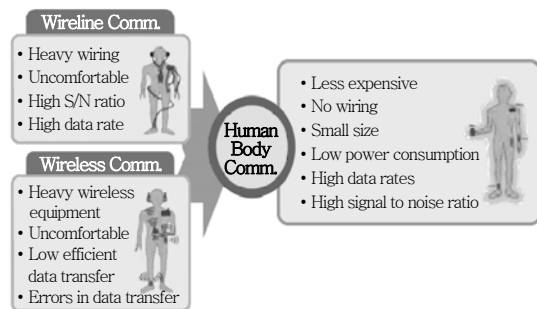 Wireline Comm.
• Heavy wiring
• Uncomfortable
• High S/N ratio
• High data rate
Wireless Comm.
• Heavy wireless
equipment
• Uncomfortable
• Low efficient
data transfer
• Errors in data transfer
Human
Body
Comm.
• Less expensive
• No wiring
• Small size
• Low power consumption
• High data rates
• High signal to noise ratio